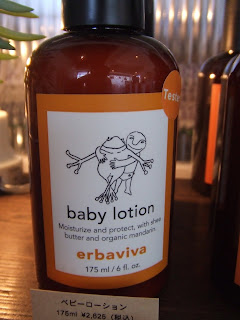 Tester
baby lotion
Moisturize and protect, with shea
butter and organic mandarin.
erbaviva
175 ml / 6 fl. oz.
ベビーローション
175ml ¥2,625 (税込)